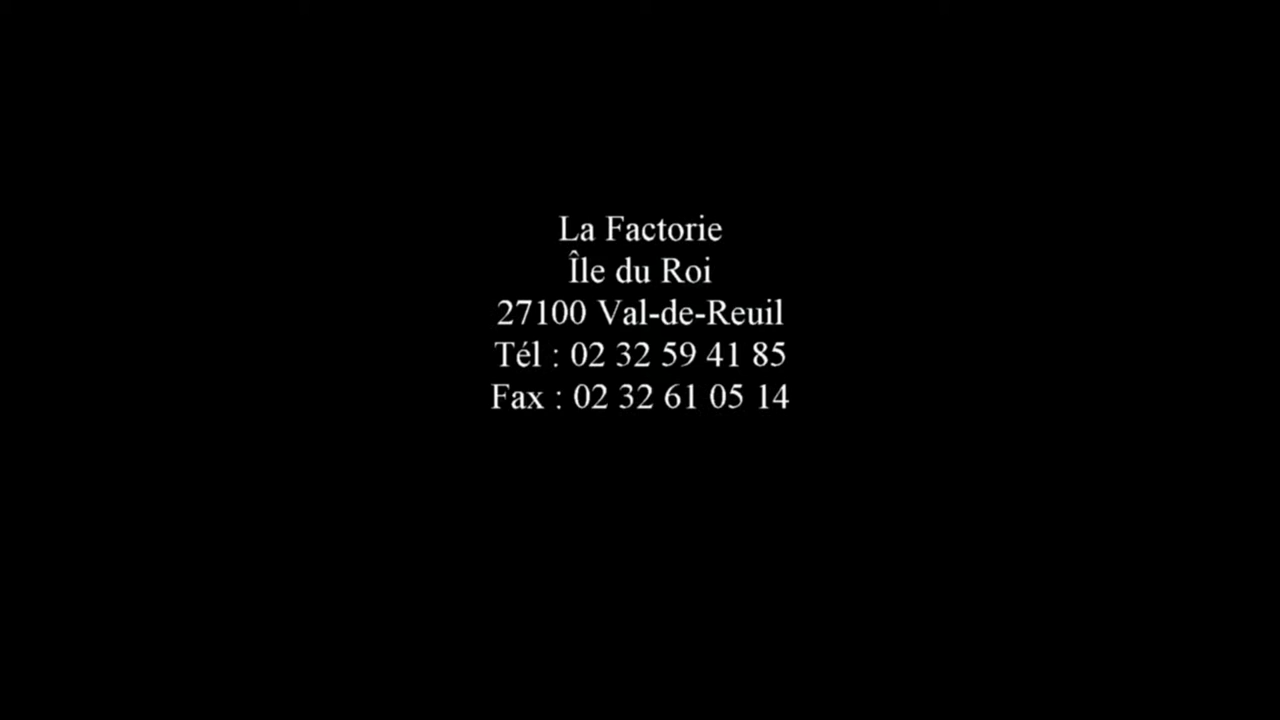 La Factorie
Île du Roi
27100 Val-de-Reuil
Tél : 02 32 59 41 85
Fax : 02 32 61 05 14